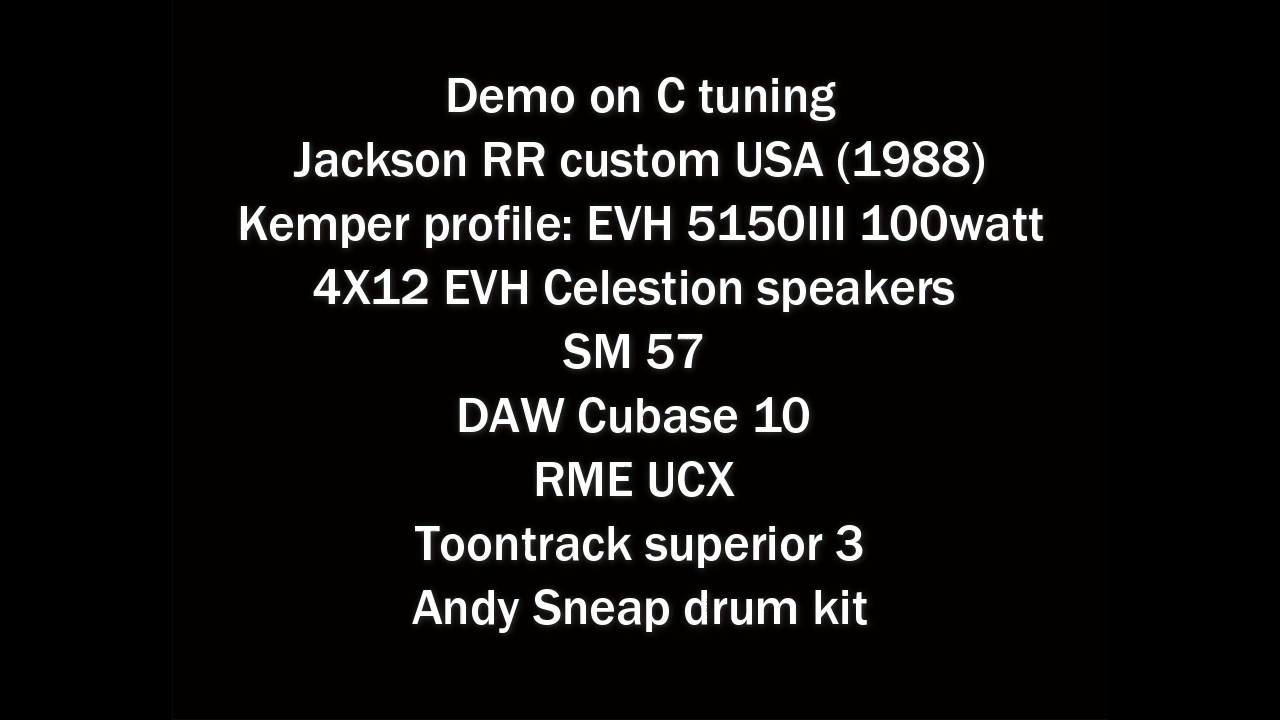 Demo on C tuning
Jackson RR custom USA (1988)
Kemper profile: EVH 5150III 100watt
4X12 EVH Celestion speakers
SM 57
DAW Cubase 10
RME UCX
Toontrack superior 3
Andy Sneap drum kit